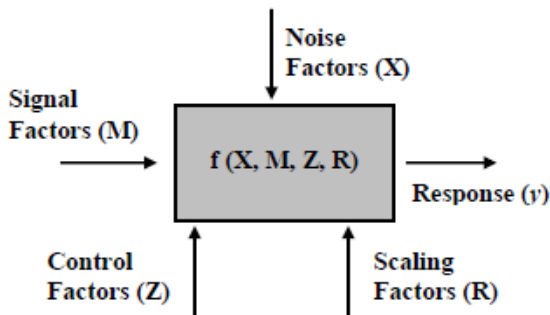 Noise
Factors (X)
Signal
Factors (M)
f (X, M, Z, R)
Response (y)
Control
Factors (Z)
Scaling
Factors (R)